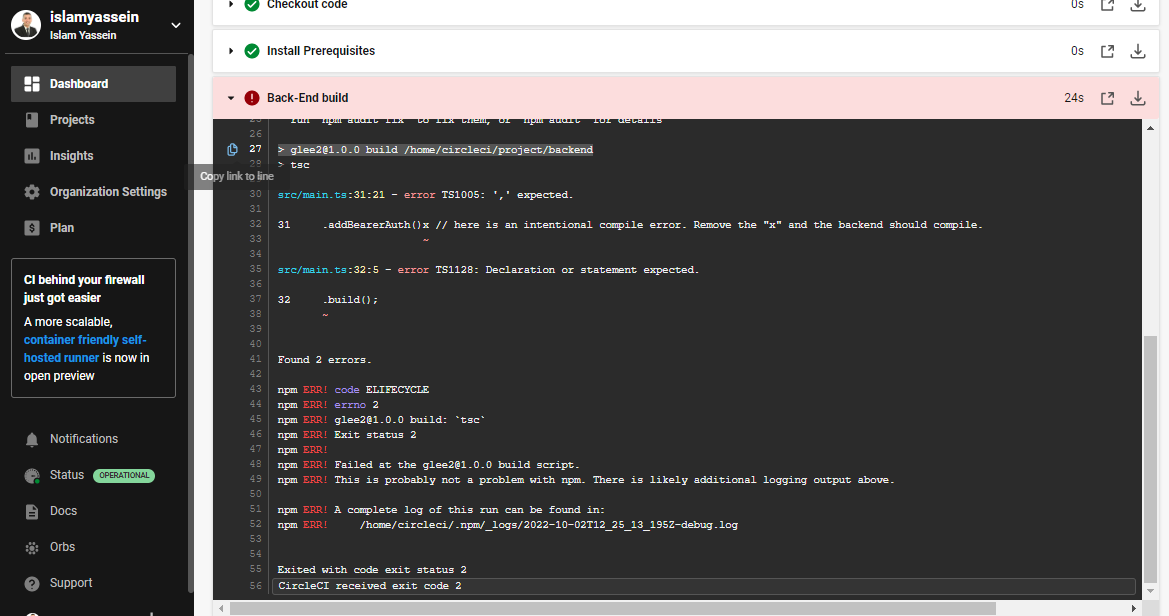 islamyassein
Islam Yassein
Dashboard
Projects
Insights
Organization Settings
Plan
CI behind your firewall
just got easier
A more scalable,
container friendly self-
hosted runner is now in
open preview
Notifications
Status OPERATIONAL
Docs
Orbs
Support
Checkout code 0s
Install Prerequisites 0s
Back-End build 24s
25 run `npm audit fix` to fix them, or `npm audit` for details
26
27 > glee2@1.0.0 build /home/circleci/project/backend
28 > tsc
Copy link to line
30 src/main.ts:31:21 - error TS1005: ',' expected.
31
32 31     .addBearerAuth()x // here is an intentional compile error. Remove the "x" and the backend should compile.
33 ~
34
35 src/main.ts:32:5 - error TS1128: Declaration or statement expected.
36
37 32     .build();
38 ~
39
40
41 Found 2 errors.
42
43 npm ERR! code ELIFECYCLE
44 npm ERR! errno 2
45 npm ERR! glee2@1.0.0 build: `tsc`
46 npm ERR! Exit status 2
47 npm ERR!
48 npm ERR! Failed at the glee2@1.0.0 build script.
49 npm ERR! This is probably not a problem with npm. There is likely additional logging output above.
50
51 npm ERR! A complete log of this run can be found in:
52 npm ERR!     /home/circleci/.npm/_logs/2022-10-02T12_25_13_195Z-debug.log
53
54
55 Exited with code exit status 2
56 CircleCI received exit code 2